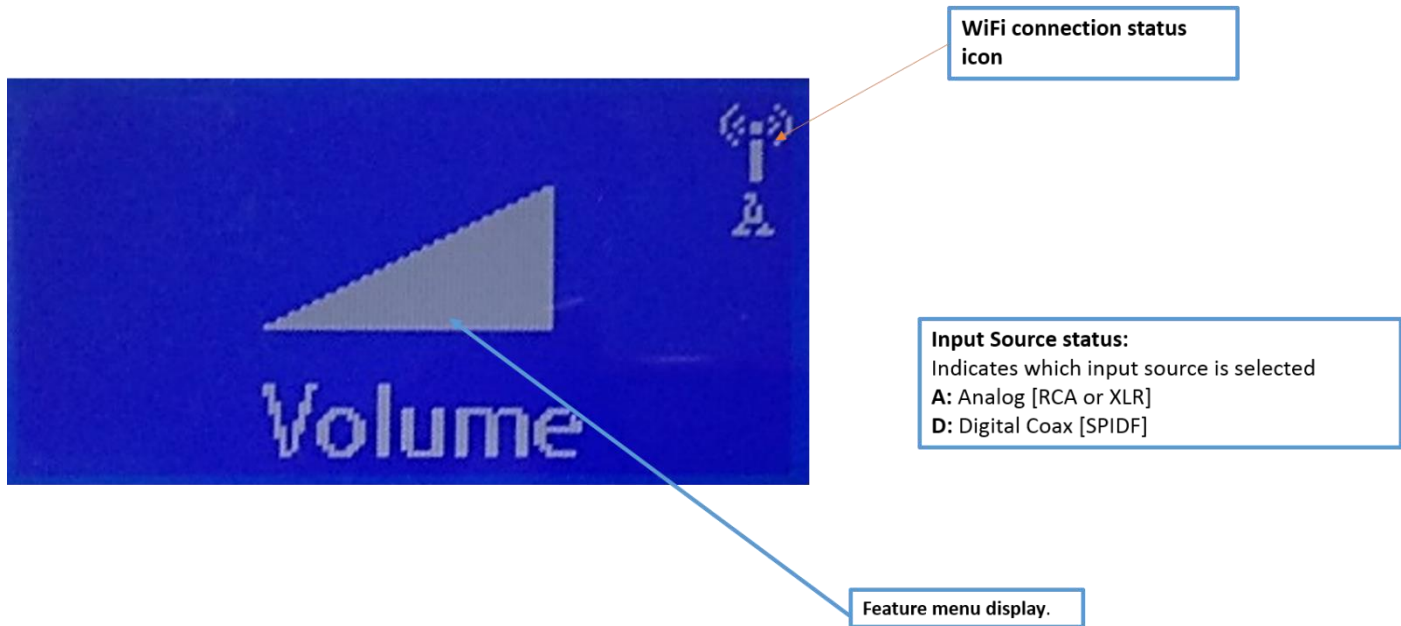 WiFi connection status
icon
Volume
Input Source status:
Indicates which input source is selected
A: Analog [RCA or XLR]
D: Digital Coax [SPIDF]
Feature menu display.